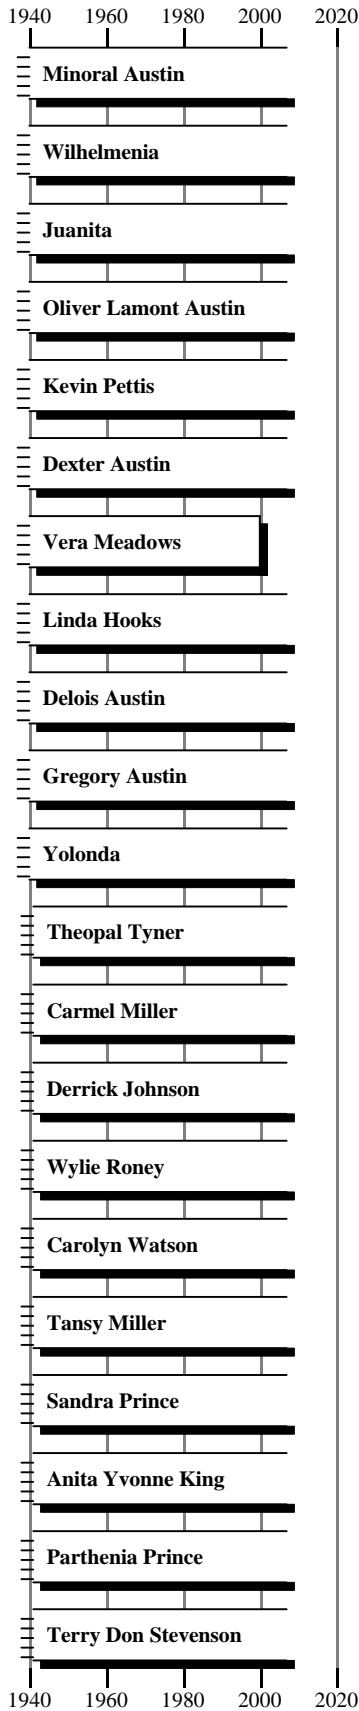 1940 1960 1980 2000 2020
Minoral Austin
Wilhelmenia
Juanita
Oliver Lamont Austin
Kevin Pettis
Dexter Austin
Vera Meadows
Linda Hooks
Delois Austin
Gregory Austin
Yolonda
Theopal Tyner
Carmel Miller
Derrick Johnson
Wylie Roney
Carolyn Watson
Tansy Miller
Sandra Prince
Anita Yvonne King
Parthenia Prince
Terry Don Stevenson
1940 1960 1980 2000 2020